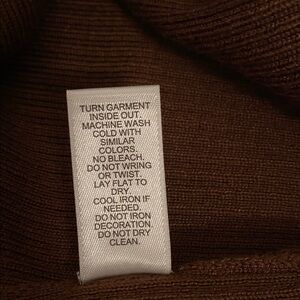 TURN GARMENT
INSIDE OUT.
MACHINE WASH
COLD WITH
SIMILAR
COLORS.
NO BLEACH.
DO NOT WRING
OR TWIST.
LAY FLAT TO
DRY.
COOL IRON IF
NEEDED.
DO NOT IRON
DECORATION.
DO NOT DRY
CLEAN.